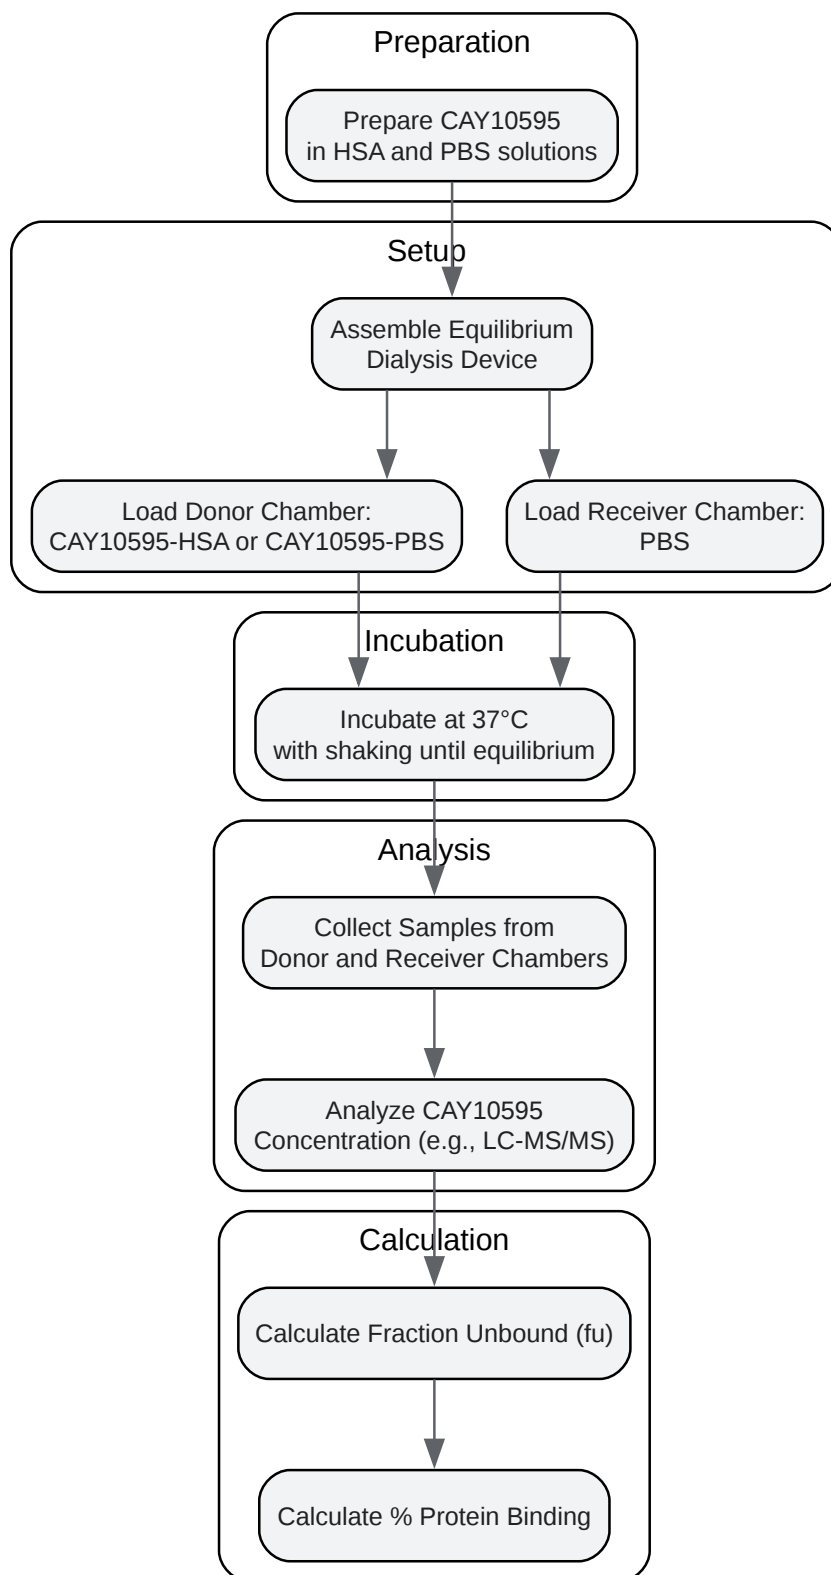 Preparation
Prepare CAY10595
in HSA and PBS solutions
Setup
Assemble Equilibrium
Dialysis Device
Load Donor Chamber:
CAY10595-HSA or CAY10595-PBS
Load Receiver Chamber:
PBS
Incubation
Incubate at 37°C
with shaking until equilibrium
Analysis
Collect Samples from
Donor and Receiver Chambers
Analyze CAY10595
Concentration (e.g., LC-MS/MS)
Calculation
Calculate Fraction Unbound (fu)
Calculate % Protein Binding